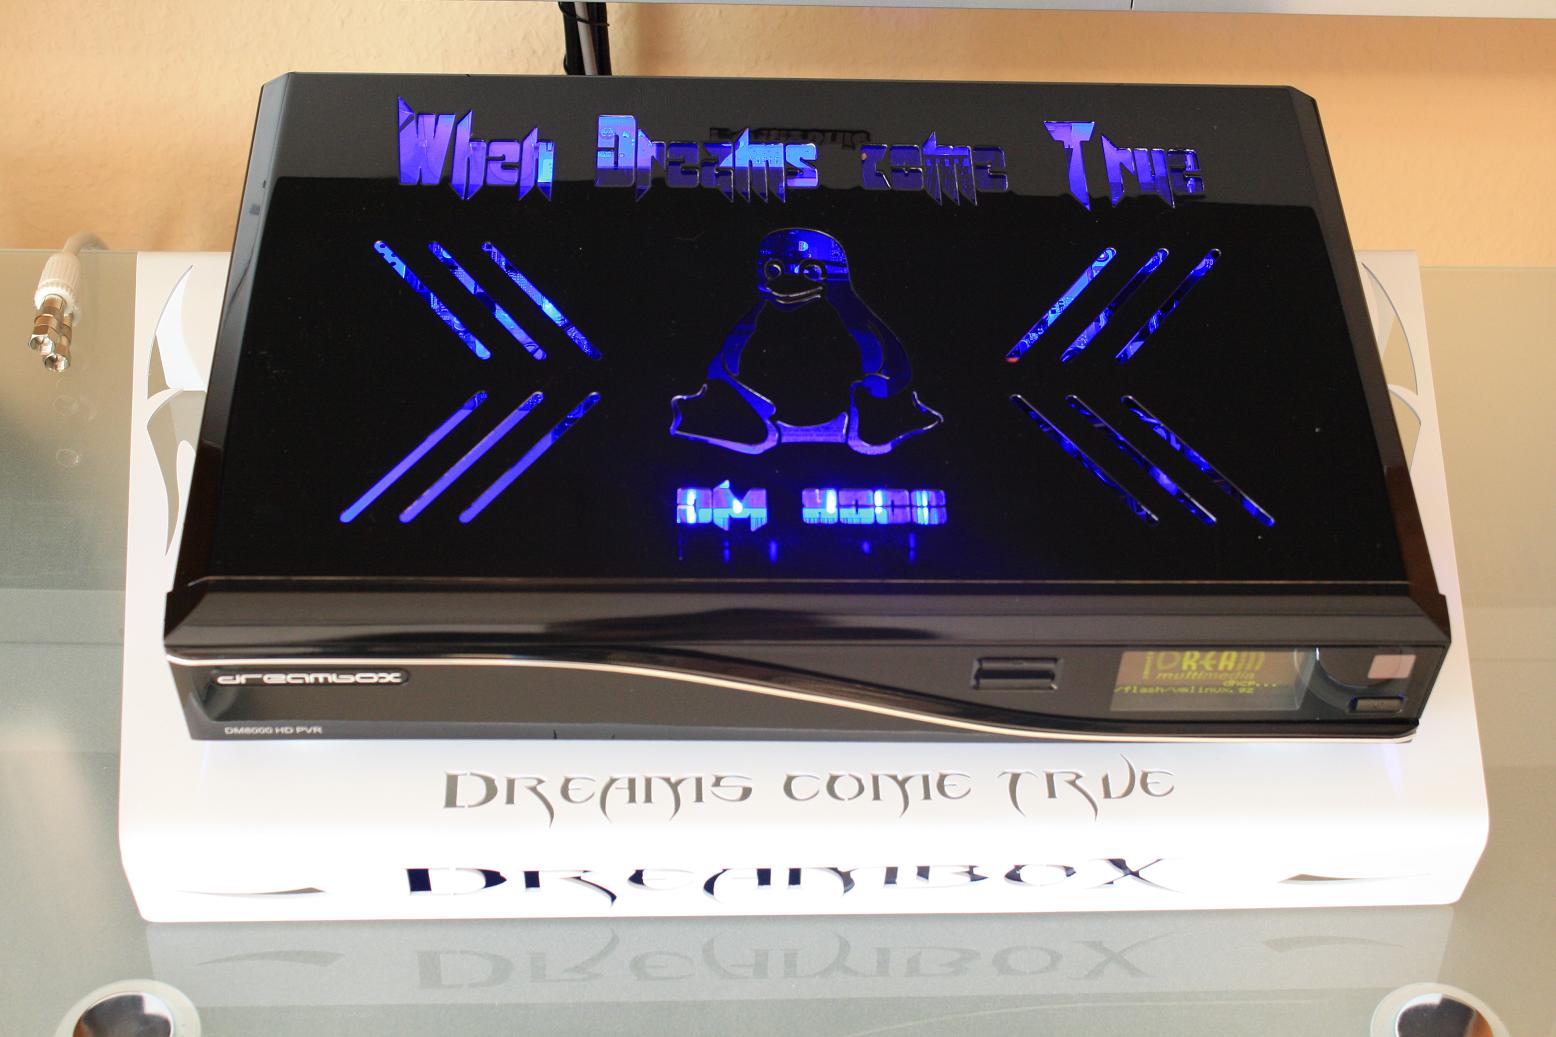 When Dreams come True
DM 8000
dreambox
DM8000 HD PVR
DREAM
multimedia
/flash/vmlinux.gz
DREAMS COME TRUE
DREAMBOX